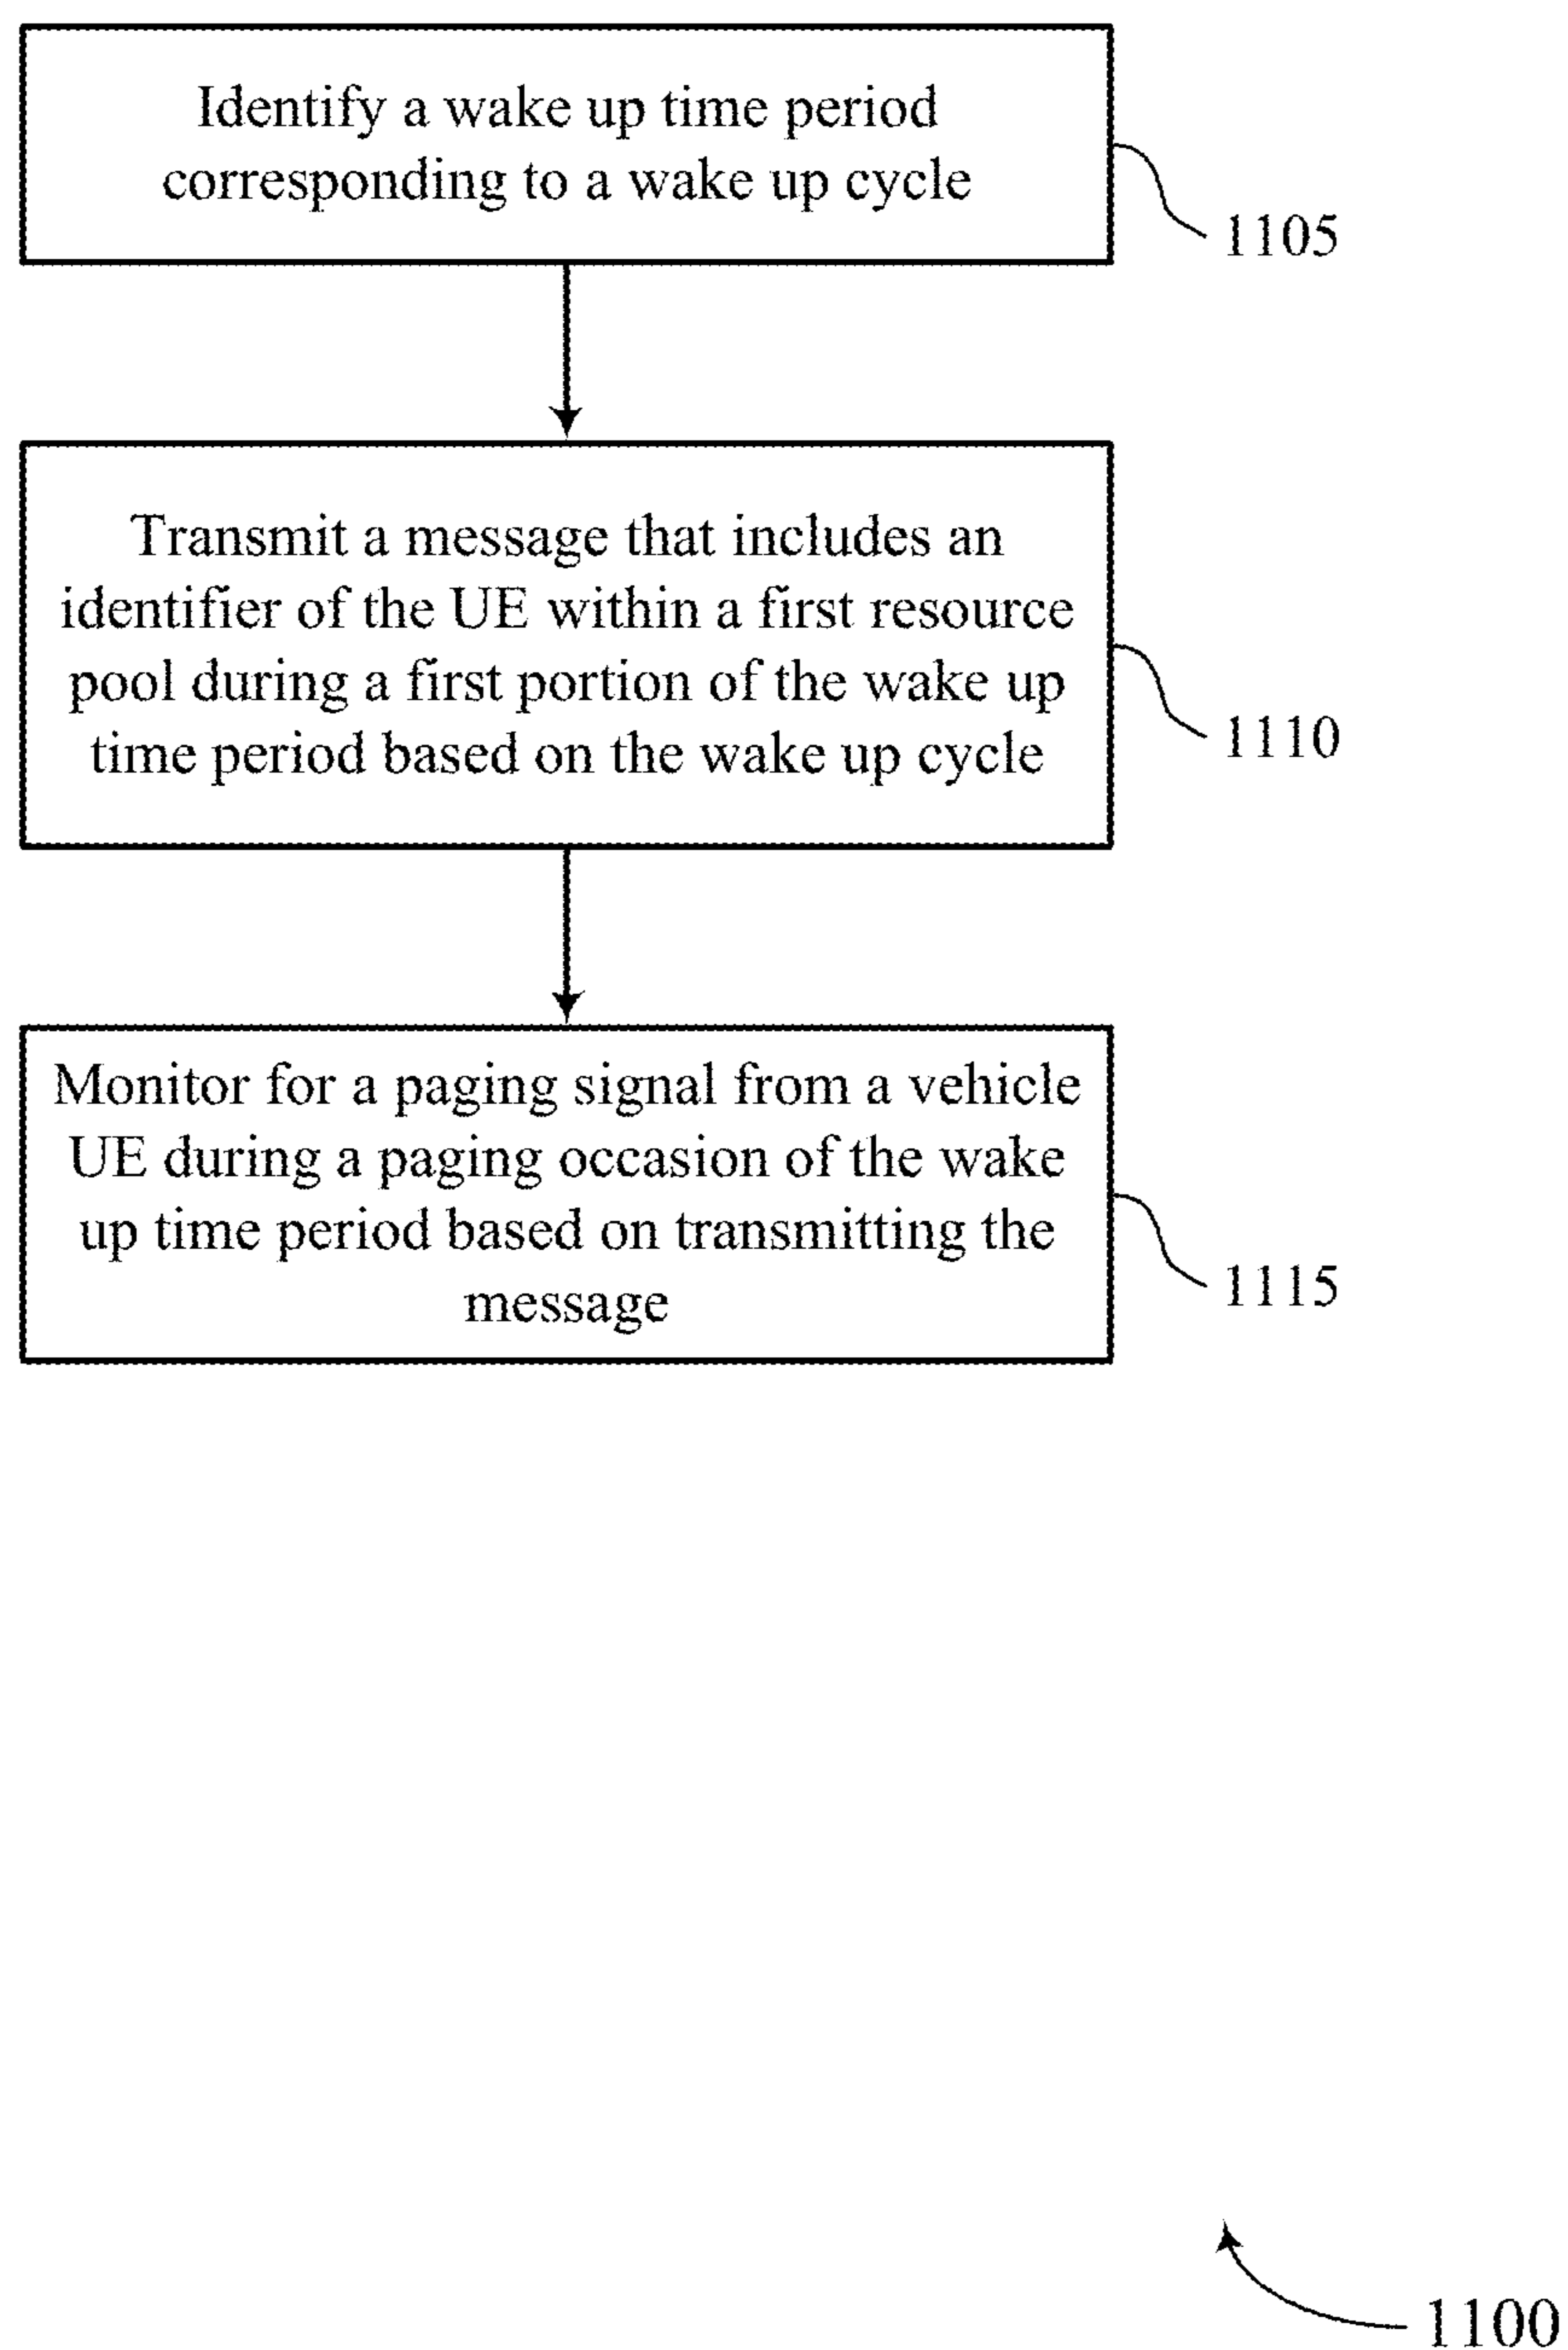 Identify a wake up time period
corresponding to a wake up cycle
1105
Transmit a message that includes an
identifier of the UE within a first resource
pool during a first portion of the wake up
time period based on the wake up cycle
1110
Monitor for a paging signal from a vehicle
UE during a paging occasion of the wake
up time period based on transmitting the
message
1115
1100